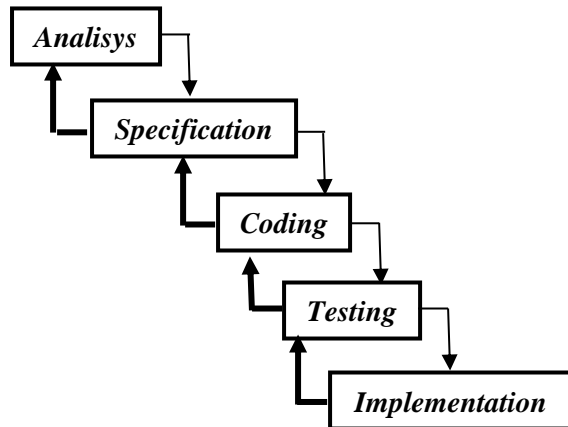 Analisys
Specification
Coding
Testing
Implementation